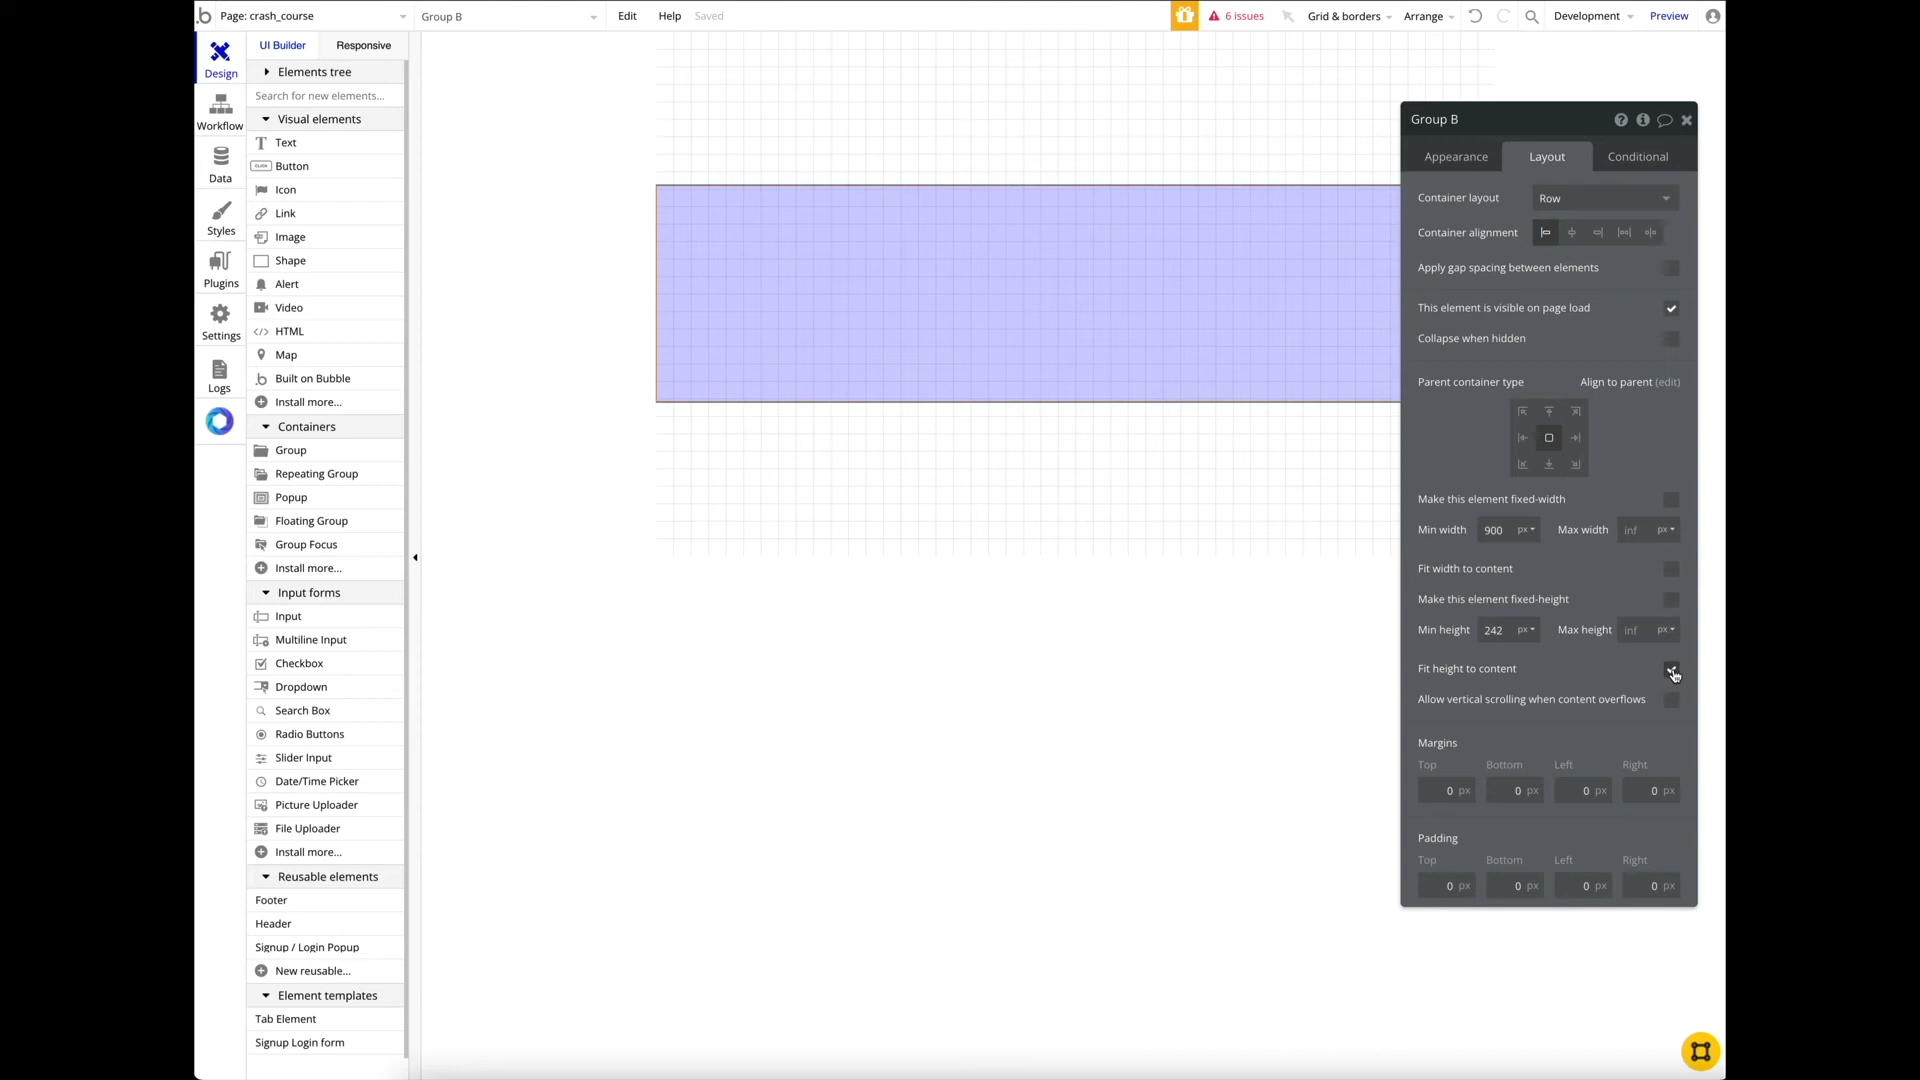 Page: crash_course
Group B
Edit
Help
Saved
6 issues
Grid & borders
Arrange
Development
Preview
Design
Workflow
Data
Styles
Plugins
Settings
Logs
UI Builder
Responsive
Elements tree
Search for new elements...
Visual elements
Text
CLICK Button
Icon
Link
Image
Shape
Alert
Video
HTML
Map
Built on Bubble
Install more...
Containers
Group
Repeating Group
Popup
Floating Group
Group Focus
Install more...
Input forms
Input
Multiline Input
Checkbox
Dropdown
Search Box
Radio Buttons
Slider Input
Date/Time Picker
Picture Uploader
File Uploader
Install more...
Reusable elements
Footer
Header
Signup / Login Popup
New reusable...
Element templates
Tab Element
Signup Login form
Group B
Appearance
Layout
Conditional
Container layout
Row
Container alignment
Apply gap spacing between elements
This element is visible on page load
Collapse when hidden
Parent container type
Align to parent (edit)
Make this element fixed-width
Min width 900 px
Max width inf px
Fit width to content
Make this element fixed-height
Min height 242 px
Max height inf px
Fit height to content
Allow vertical scrolling when content overflows
Margins
Top Bottom Left Right
0 px 0 px 0 px 0 px
Padding
Top Bottom Left Right
0 px 0 px 0 px 0 px